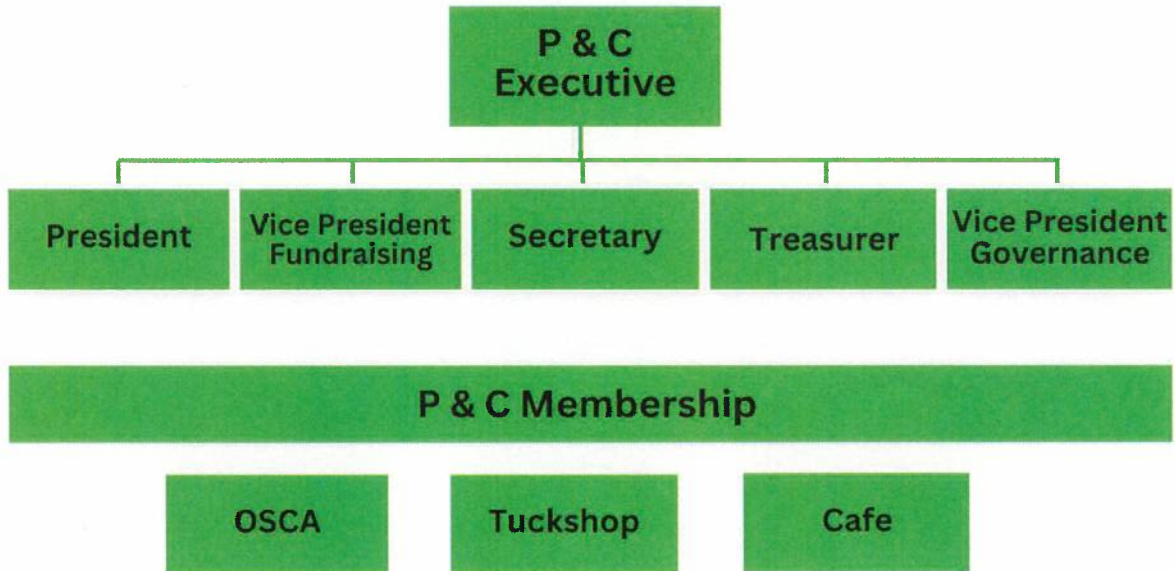 P & C
Executive
President
Vice President
Fundraising
Secretary
Treasurer
Vice President
Governance
P & C Membership
OSCA
Tuckshop
Cafe